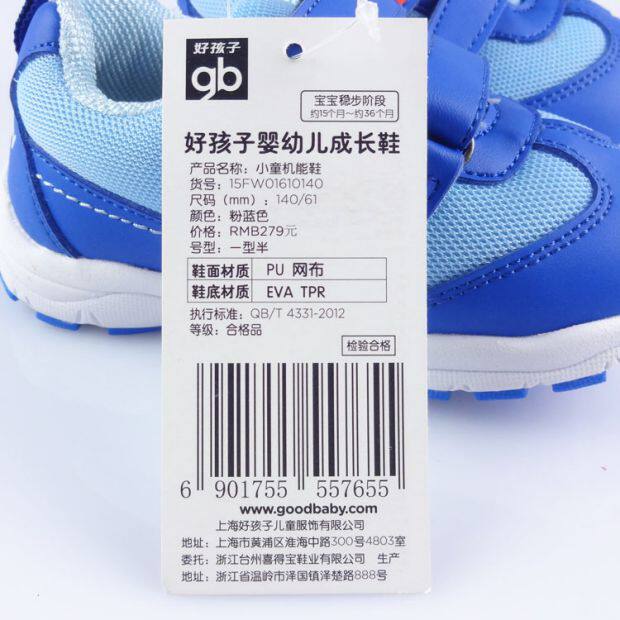 好孩子
gb
宝宝稳步阶段
约15个月~约36个月
好孩子婴幼儿成长鞋
产品名称：小童机能鞋
货号：15FW01610140
尺码（mm）：140/61
颜色：粉蓝色
价格：RMB279元
号型：一型半
鞋面材质 PU 网布
鞋底材质 EVA TPR
执行标准：QB/T 4331-2012
等级：合格品
检验合格
6 901755 557655
www.goodbaby.com
上海好孩子儿童服饰有限公司
地址：上海市黄浦区淮海中路300号4803室
委托：浙江台州喜得宝鞋业有限公司 生产
地址：浙江省温岭市泽国镇泽楚路888号